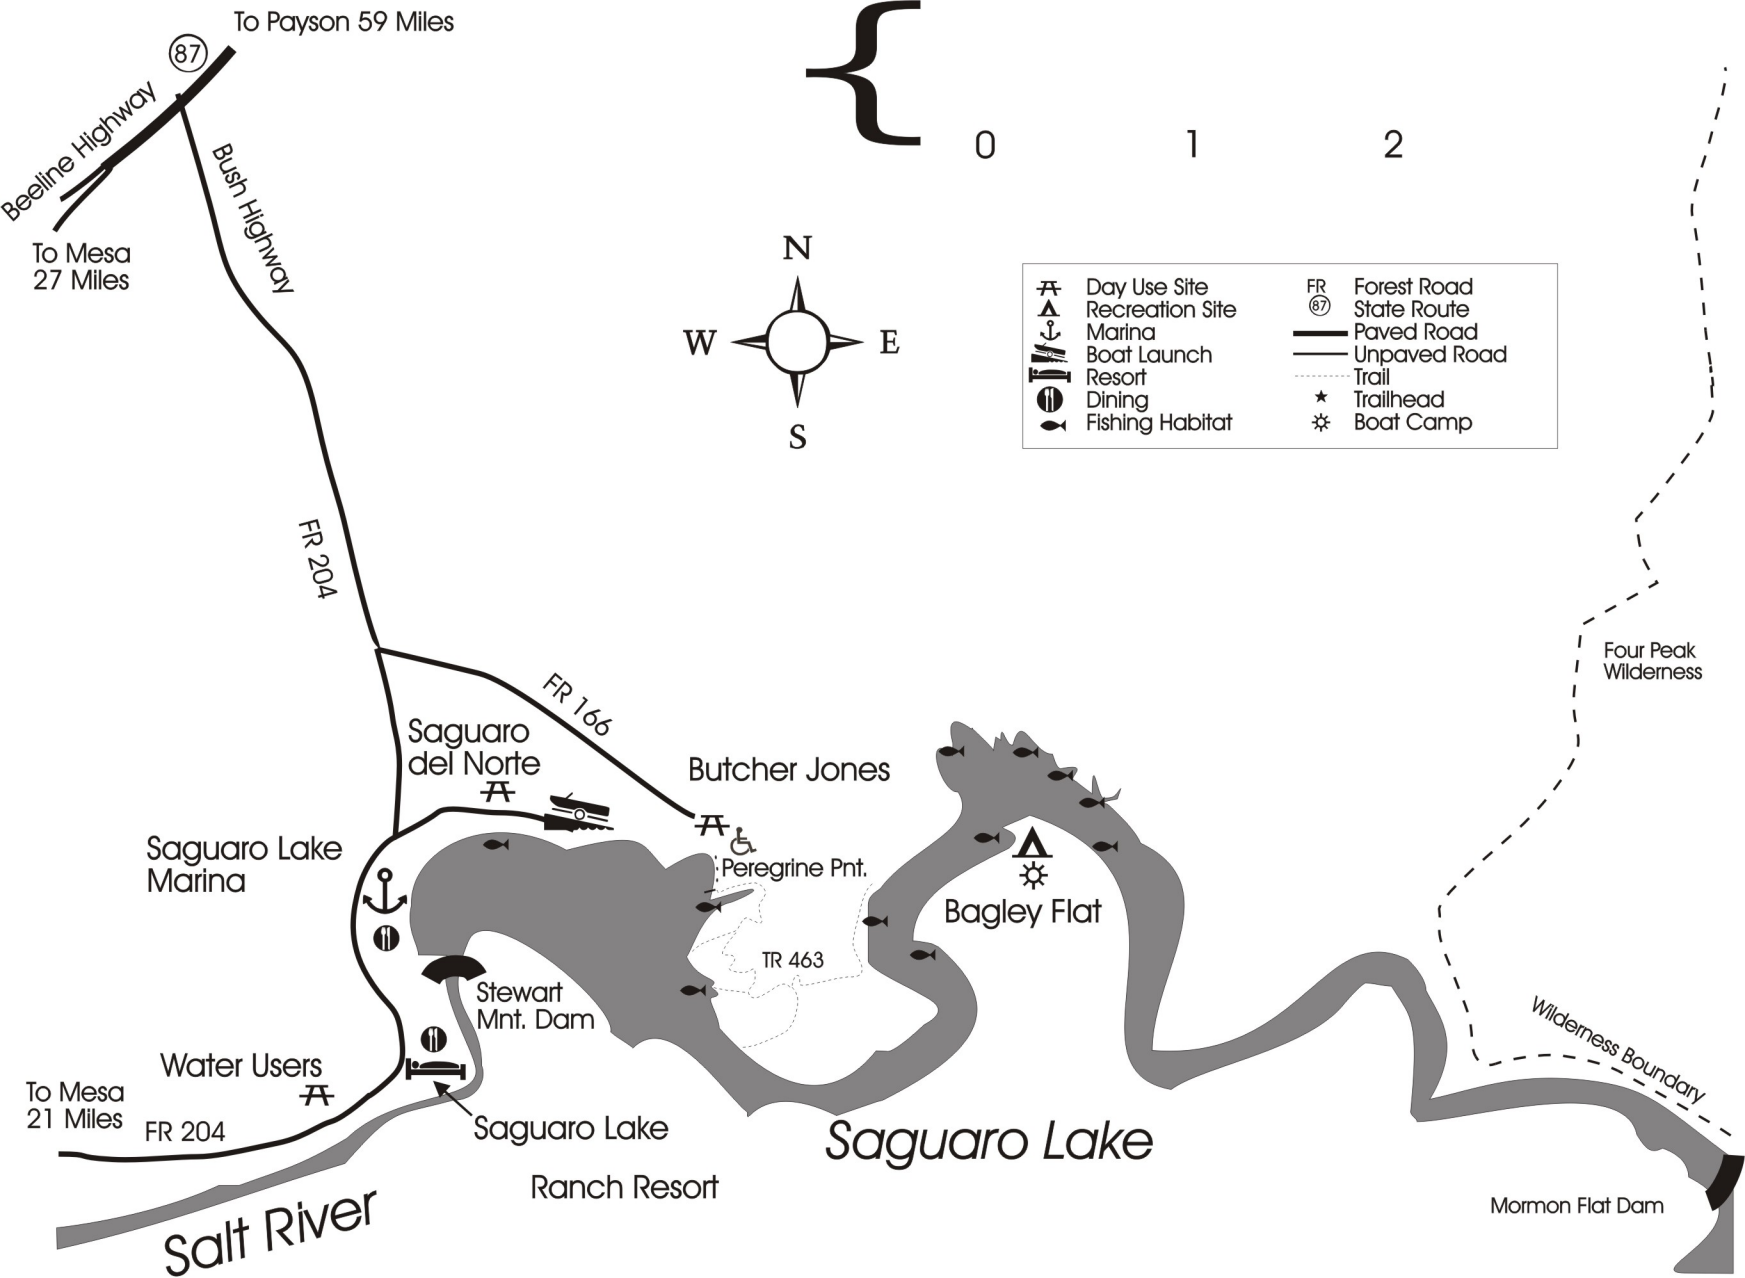 To Payson 59 Miles
87
Beeline Highway
Bush Highway
To Mesa
27 Miles
0 1 2
N
W E
S
Day Use Site
Recreation Site
Marina
Boat Launch
Resort
Dining
Fishing Habitat
FR Forest Road
87 State Route
Paved Road
Unpaved Road
Trail
Trailhead
Boat Camp
FR 204
FR 166
Four Peak
Wilderness
Saguaro
del Norte
Butcher Jones
Saguaro Lake
Marina
Peregrine Pnt.
Bagley Flat
TR 463
Stewart
Mnt. Dam
Wilderness Boundary
Water Users
To Mesa
21 Miles
FR 204
Saguaro Lake
Ranch Resort
Saguaro Lake
Salt River
Mormon Flat Dam